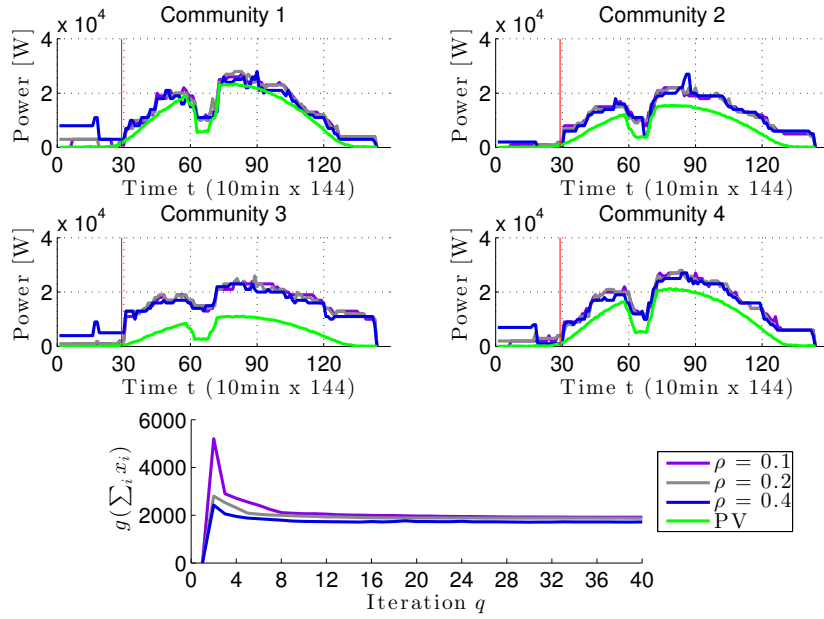 Community 1
x 10^4
Power [W]
4
2
0
0 30 60 90 120
Time t (10min x 144)
Community 2
x 10^4
Power [W]
4
2
0
0 30 60 90 120
Time t (10min x 144)
Community 3
x 10^4
Power [W]
4
2
0
0 30 60 90 120
Time t (10min x 144)
Community 4
x 10^4
Power [W]
4
2
0
0 30 60 90 120
Time t (10min x 144)
g(∑_i x_i)
6000
4000
2000
0
0 4 8 12 16 20 24 28 32 36 40
Iteration q
ρ = 0.1
ρ = 0.2
ρ = 0.4
PV